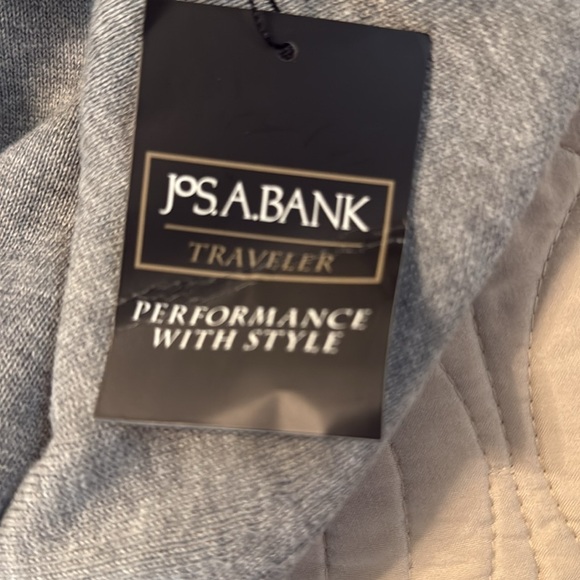 JOS.A.BANK
TRAVELER
PERFORMANCE
WITH STYLE